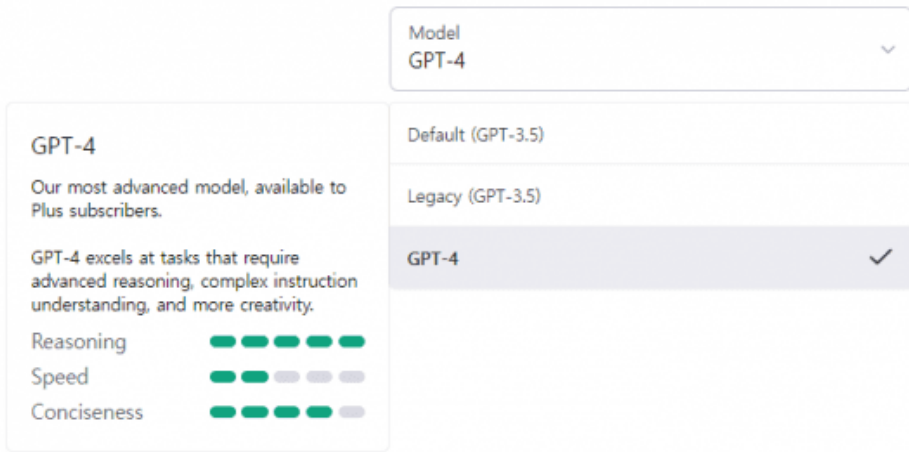 Model
GPT-4
Default (GPT-3.5)
Legacy (GPT-3.5)
GPT-4
GPT-4
Our most advanced model, available to
Plus subscribers.
GPT-4 excels at tasks that require
advanced reasoning, complex instruction
understanding, and more creativity.
Reasoning
Speed
Conciseness